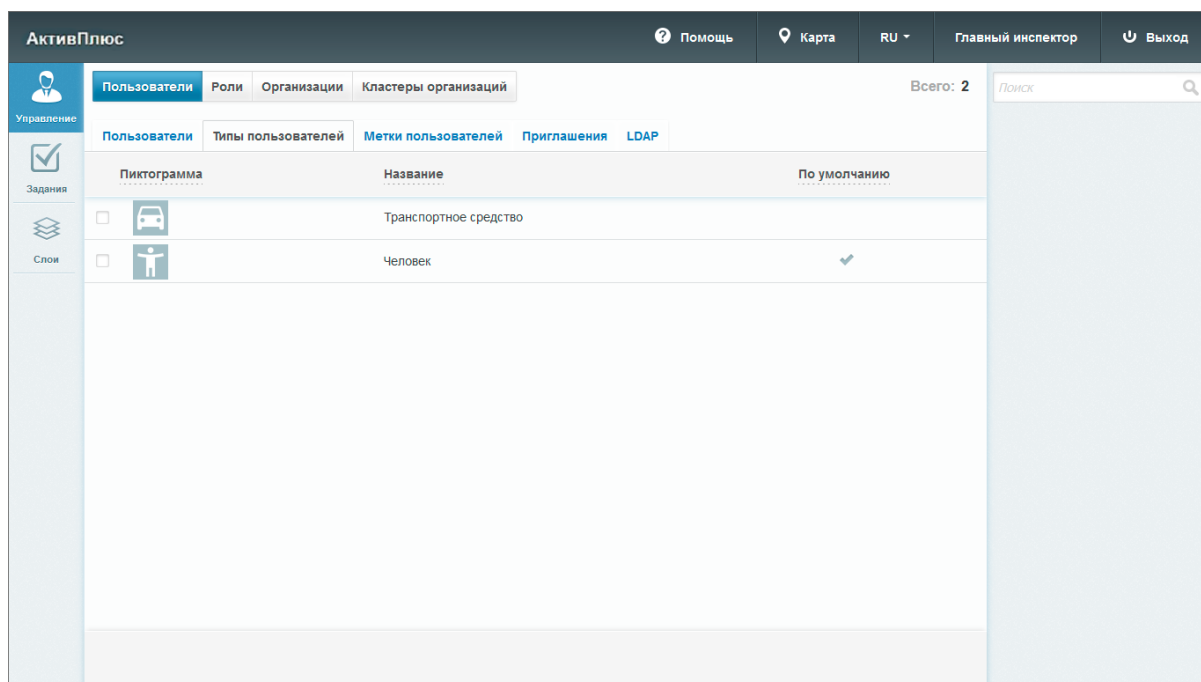 АктивПлюс Помощь Карта RU Главный инспектор Выход
Управление
Задания
Слои
Пользователи Роли Организации Кластеры организаций Всего: 2
Поиск
Пользователи Типы пользователей Метки пользователей Приглашения LDAP
Пиктограмма Название По умолчанию
Транспортное средство
Человек